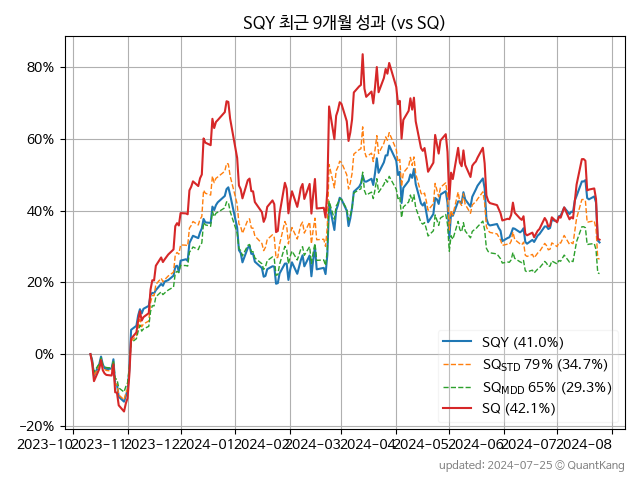 SQY 최근 9개월 성과 (vs SQ)
80%
60%
40%
20%
0%
−20%
SQY (41.0%)
SQSTD 79% (34.7%)
SQMDD 65% (29.3%)
SQ (42.1%)
2023-10 2023-11 2023-12 2024-01 2024-02 2024-03 2024-04 2024-05 2024-06 2024-07 2024-08
updated: 2024-07-25 © QuantKang